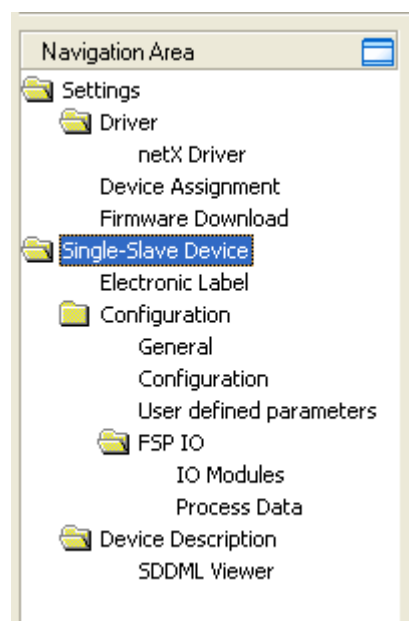 Navigation Area
Settings
Driver
netX Driver
Device Assignment
Firmware Download
Single-Slave Device
Electronic Label
Configuration
General
Configuration
User defined parameters
FSP IO
IO Modules
Process Data
Device Description
SDDML Viewer